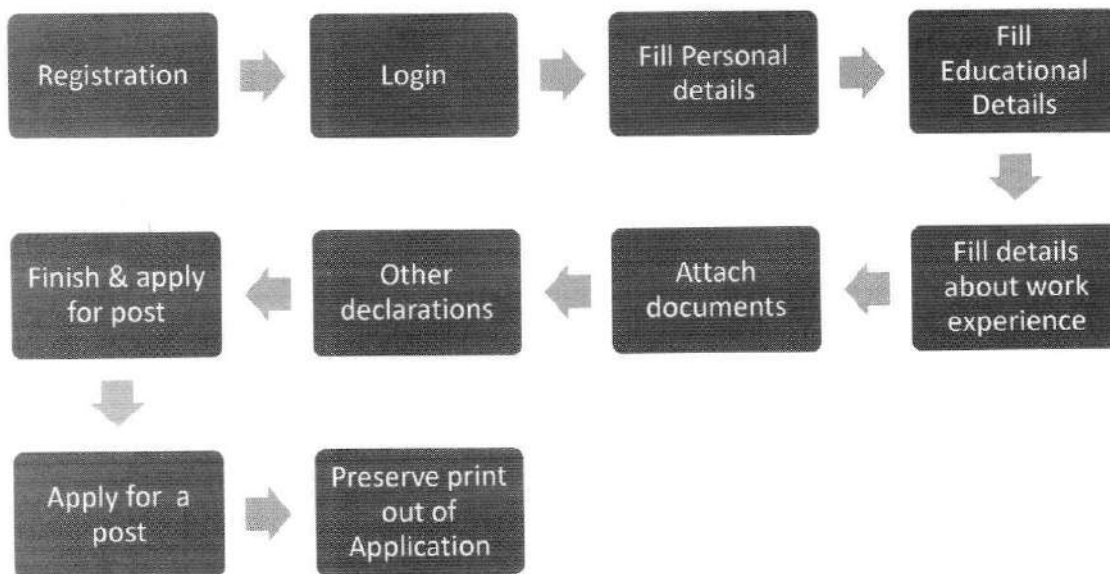 Registration
Login
Fill Personal
details
Fill
Educational
Details
Fill details
about work
experience
Attach
documents
Other
declarations
Finish & apply
for post
Apply for a
post
Preserve print
out of
Application